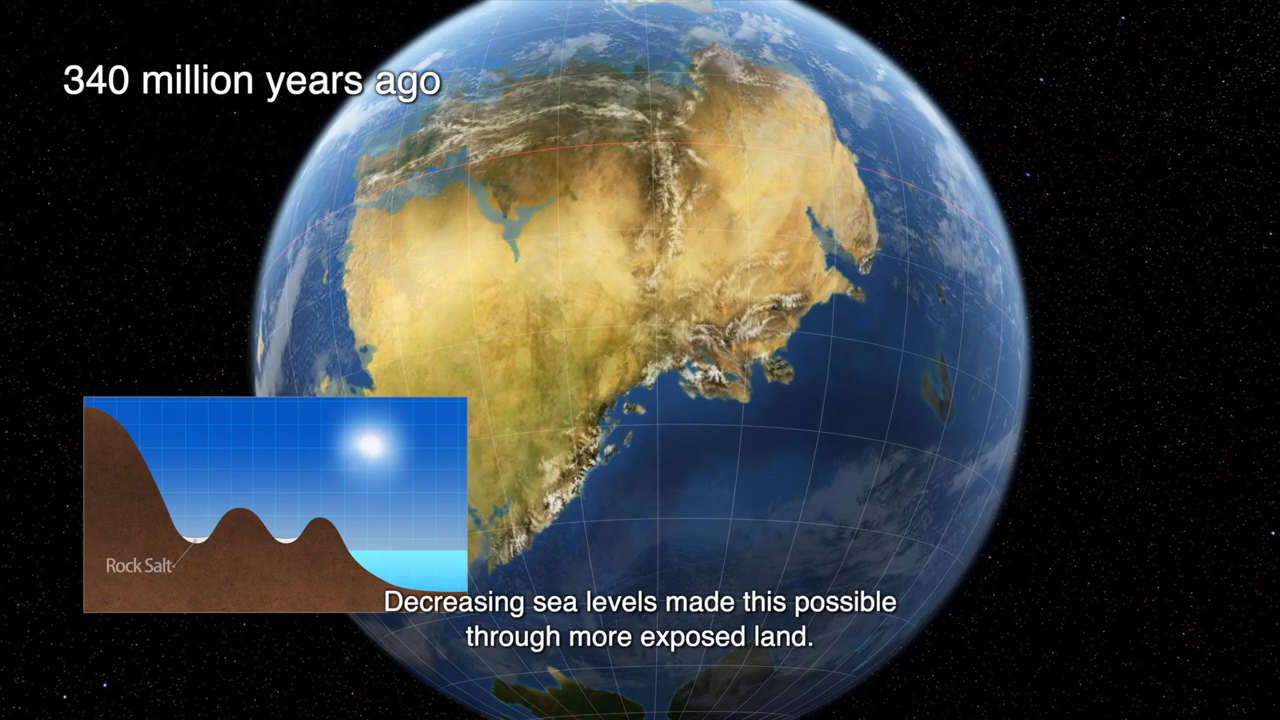 340 million years ago
Rock Salt
Decreasing sea levels made this possible
through more exposed land.